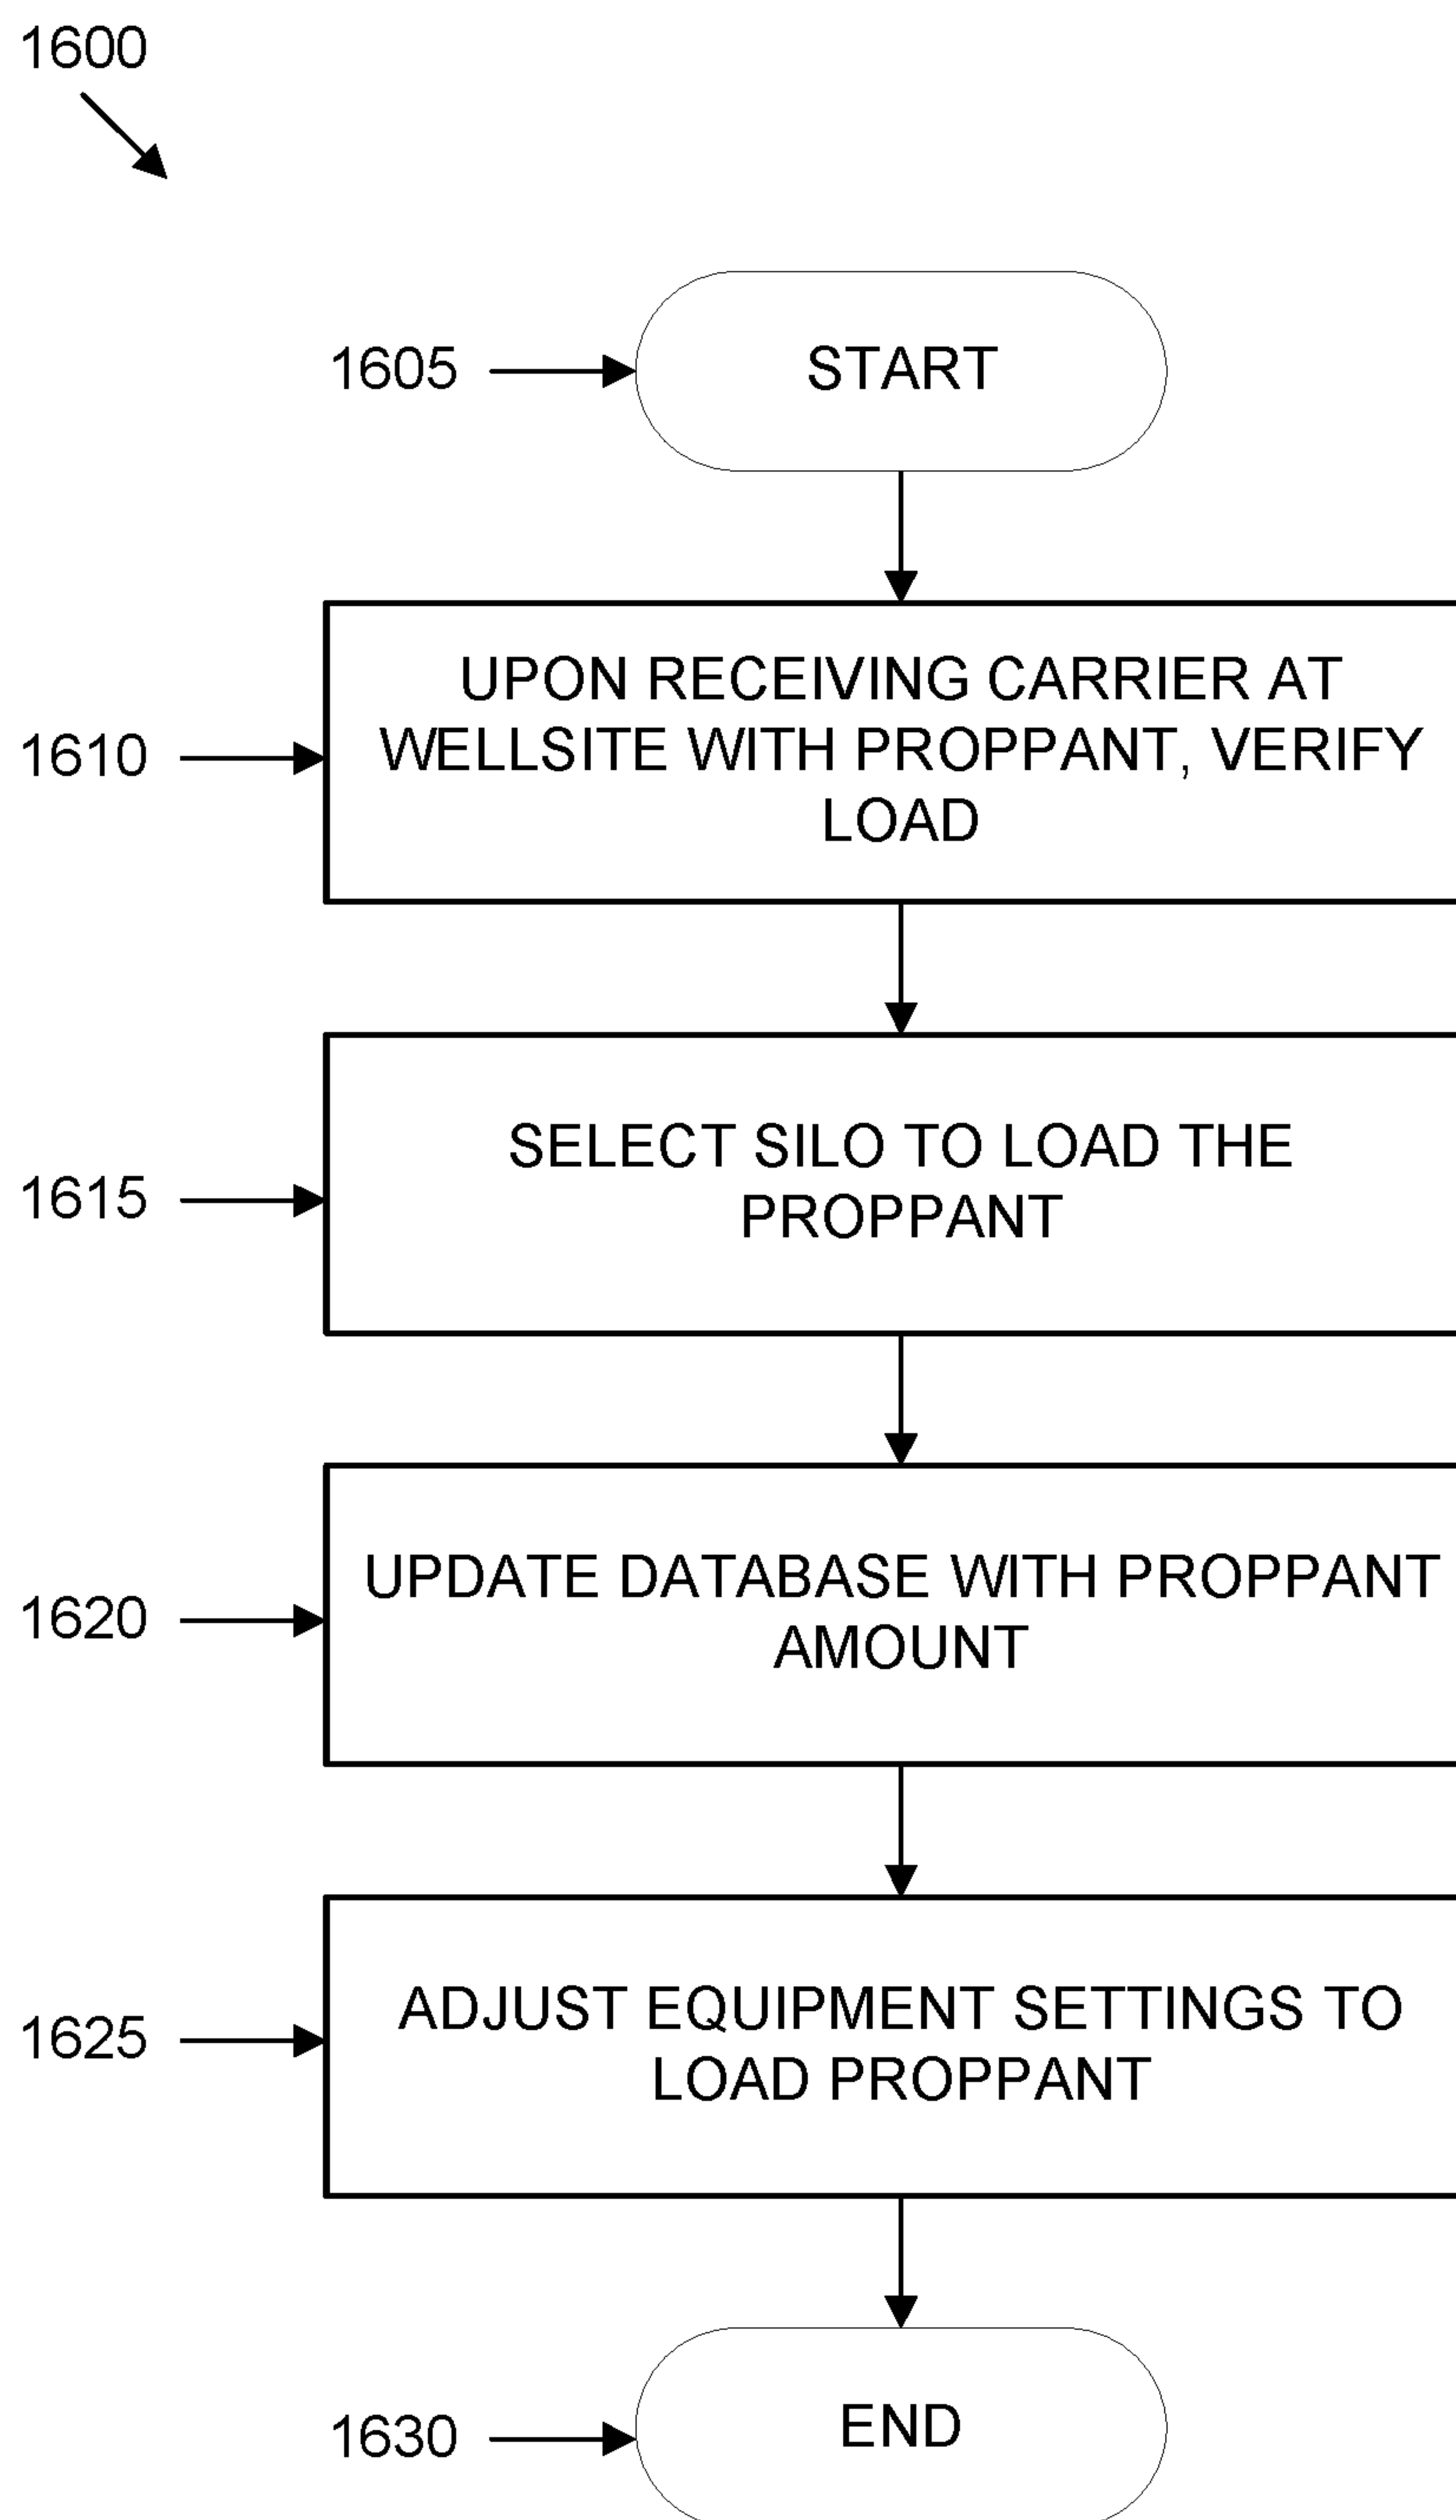 1600
1605
START
1610
UPON RECEIVING CARRIER AT
WELLSITE WITH PROPPANT, VERIFY
LOAD
1615
SELECT SILO TO LOAD THE
PROPPANT
1620
UPDATE DATABASE WITH PROPPANT
AMOUNT
1625
ADJUST EQUIPMENT SETTINGS TO
LOAD PROPPANT
1630
END